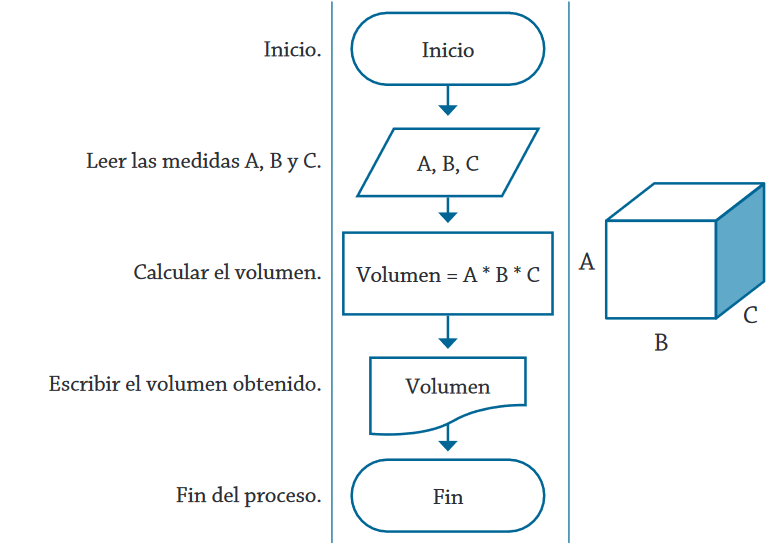 Inicio.
Inicio
Leer las medidas A, B y C.
A, B, C
Calcular el volumen.
Volumen = A * B * C
Escribir el volumen obtenido.
Volumen
Fin del proceso.
Fin
A
B
C